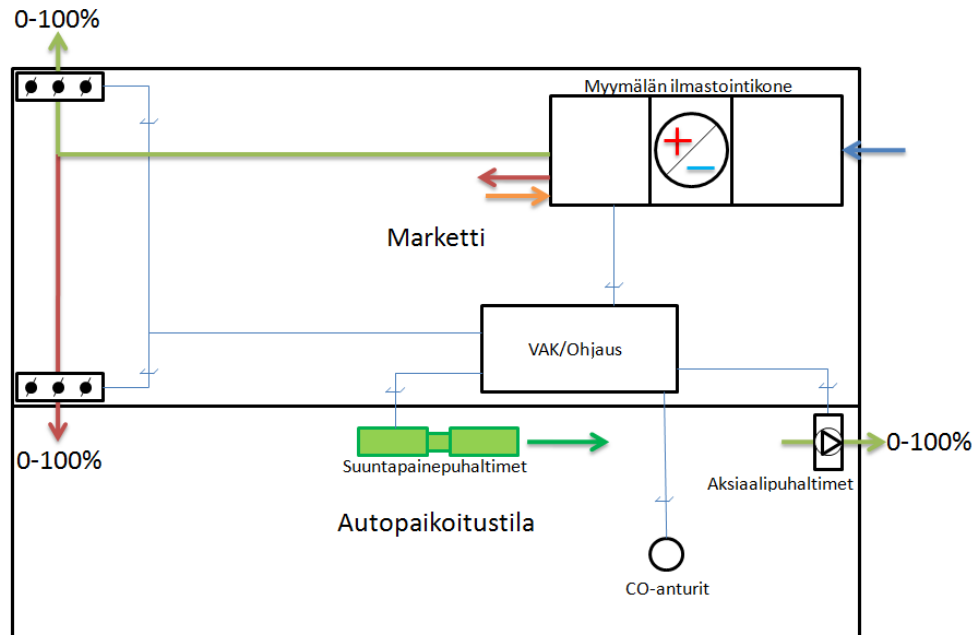 0-100%
Myymälän ilmastointikone
Marketti
VAK/Ohjaus
0-100%
Suuntapainepuhaltimet
0-100%
Aksiaalipuhaltimet
Autopaikoitustila
CO-anturit